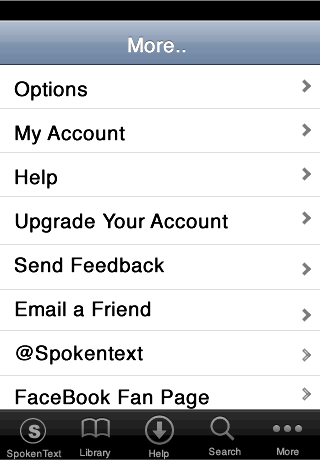 More..
Options
My Account
Help
Upgrade Your Account
Send Feedback
Email a Friend
@Spokentext
FaceBook Fan Page
S
SpokenText Library Help Search More